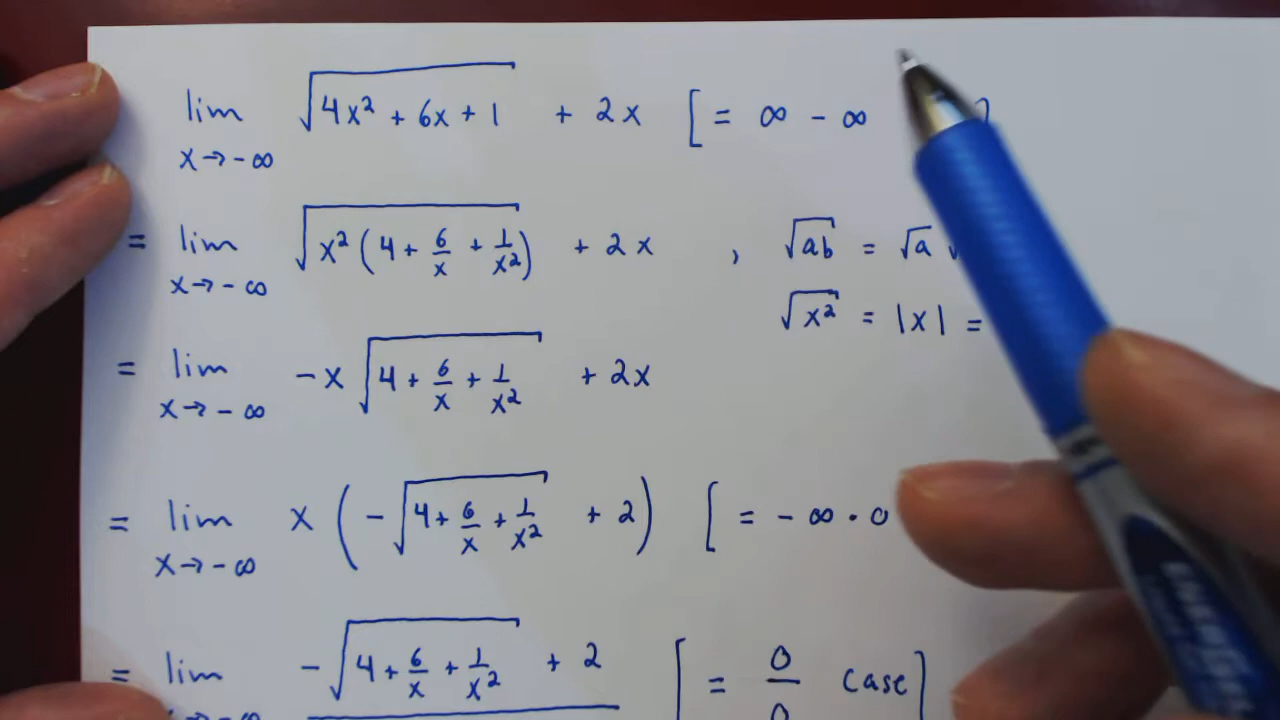 lim x→-∞ √(4x² + 6x + 1) + 2x [ = ∞ - ∞ ]
= lim x→-∞ √(x²(4 + 6/x + 1/x²)) + 2x , √ab = √a √
√x² = |x| =
= lim x→-∞ -x √(4 + 6/x + 1/x²) + 2x
= lim x→-∞ x ( -√(4 + 6/x + 1/x²) + 2 ) [ = -∞ · 0
= lim x→-∞ -√(4 + 6/x + 1/x²) + 2 [ = 0/0 case ]